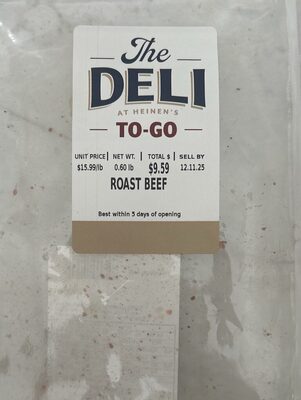 The
DELI
AT HEINEN'S
TO-GO
UNIT PRICE | NET WT. | TOTAL $ | SELL BY
$15.99/lb 0.60 lb $9.59 12.11.25
ROAST BEEF
Best within 5 days of opening